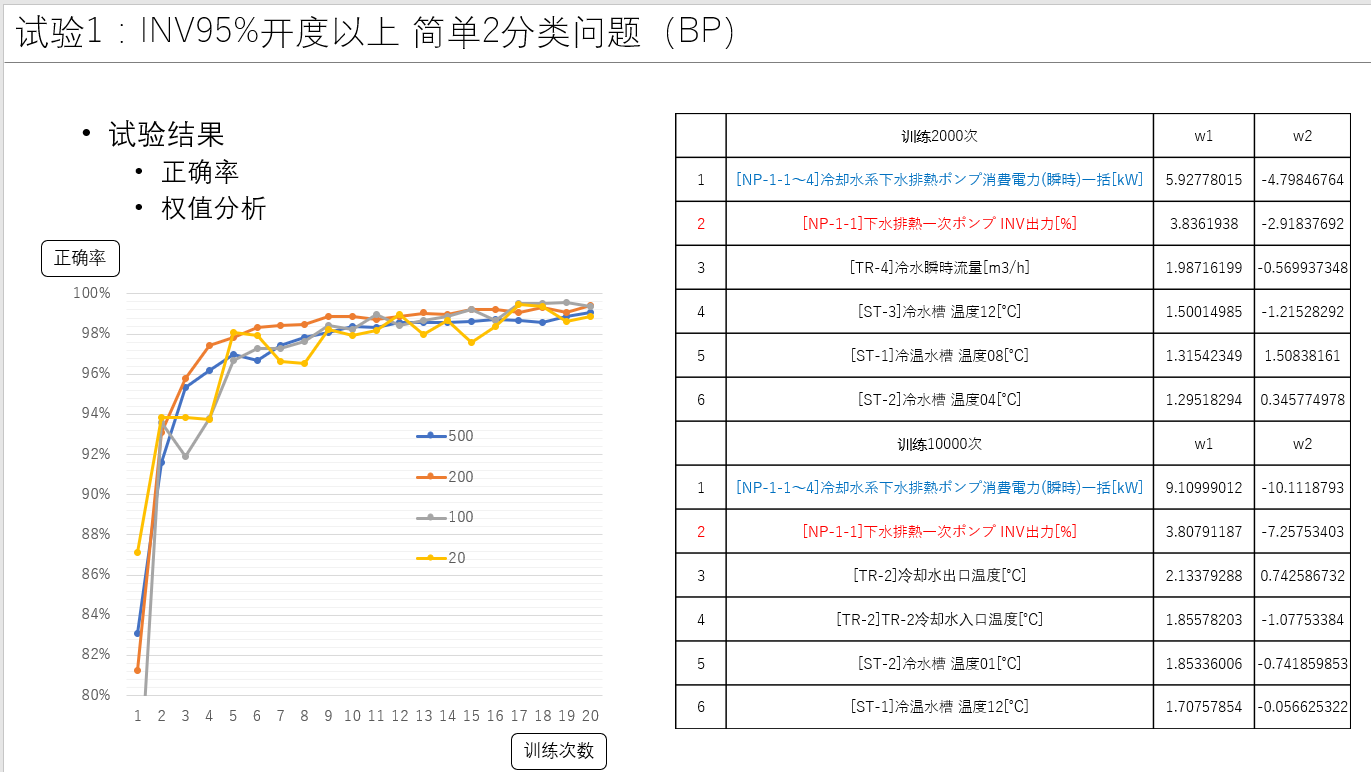 试验1：INV95%开度以上 简单2分类问题（BP）
• 试验结果
• 正确率
• 权值分析
正确率
100%
98%
96%
94%
92%
90%
88%
86%
84%
82%
80%
500
200
100
20
1 2 3 4 5 6 7 8 9 10 11 12 13 14 15 16 17 18 19 20
训练次数
训练2000次 w1 w2
1 [NP-1-1～4]冷却水系下水排熱ポンプ消費電力(瞬時)一括[kW] 5.92778015 -4.79846764
2 [NP-1-1]下水排熱一次ポンプ INV出力[%] 3.8361938 -2.91837692
3 [TR-4]冷水瞬時流量[m3/h] 1.98716199 -0.569937348
4 [ST-3]冷水槽 温度12[℃] 1.50014985 -1.21528292
5 [ST-1]冷温水槽 温度08[℃] 1.31542349 1.50838161
6 [ST-2]冷水槽 温度04[℃] 1.29518294 0.345774978
训练10000次 w1 w2
1 [NP-1-1～4]冷却水系下水排熱ポンプ消費電力(瞬時)一括[kW] 9.10999012 -10.1118793
2 [NP-1-1]下水排熱一次ポンプ INV出力[%] 3.80791187 -7.25753403
3 [TR-2]冷却水出口温度[℃] 2.13379288 0.742586732
4 [TR-2]TR-2冷却水入口温度[℃] 1.85578203 -1.07753384
5 [ST-2]冷水槽 温度01[℃] 1.85336006 -0.741859853
6 [ST-1]冷温水槽 温度12[℃] 1.70757854 -0.056625322